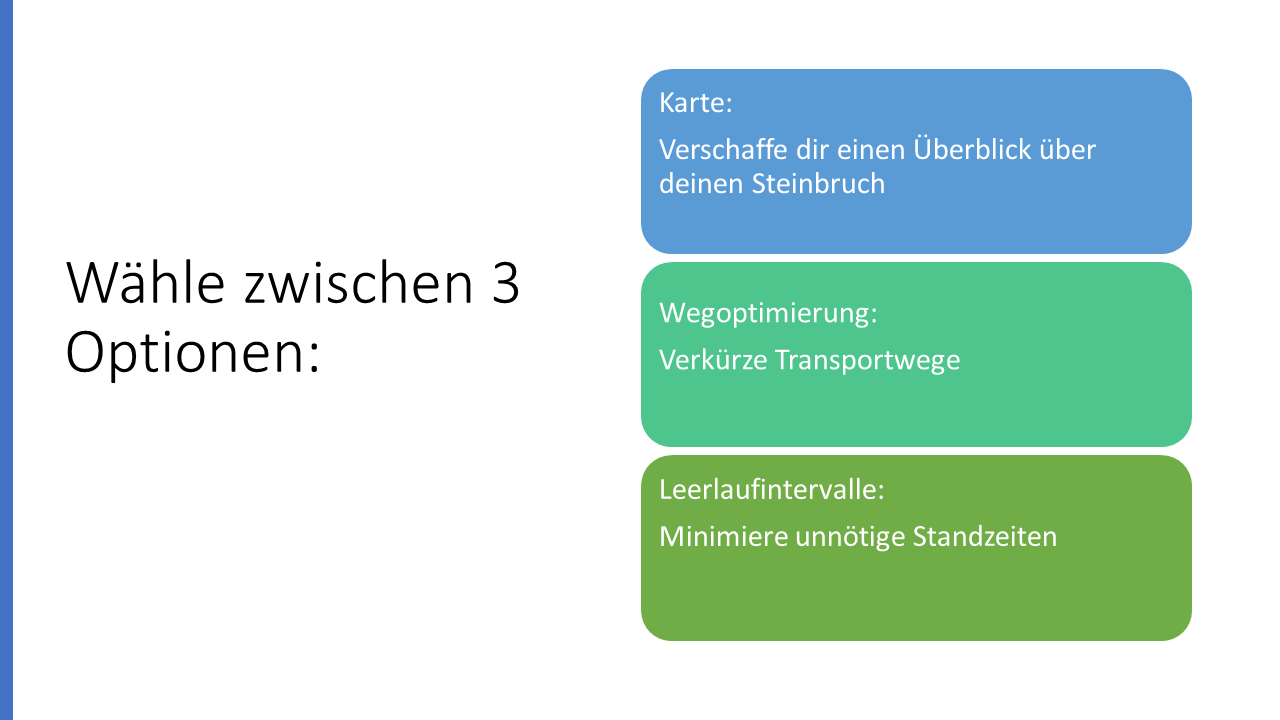 Wähle zwischen 3
Optionen:
Karte:
Verschaffe dir einen Überblick über
deinen Steinbruch
Wegoptimierung:
Verkürze Transportwege
Leerlaufintervalle:
Minimiere unnötige Standzeiten